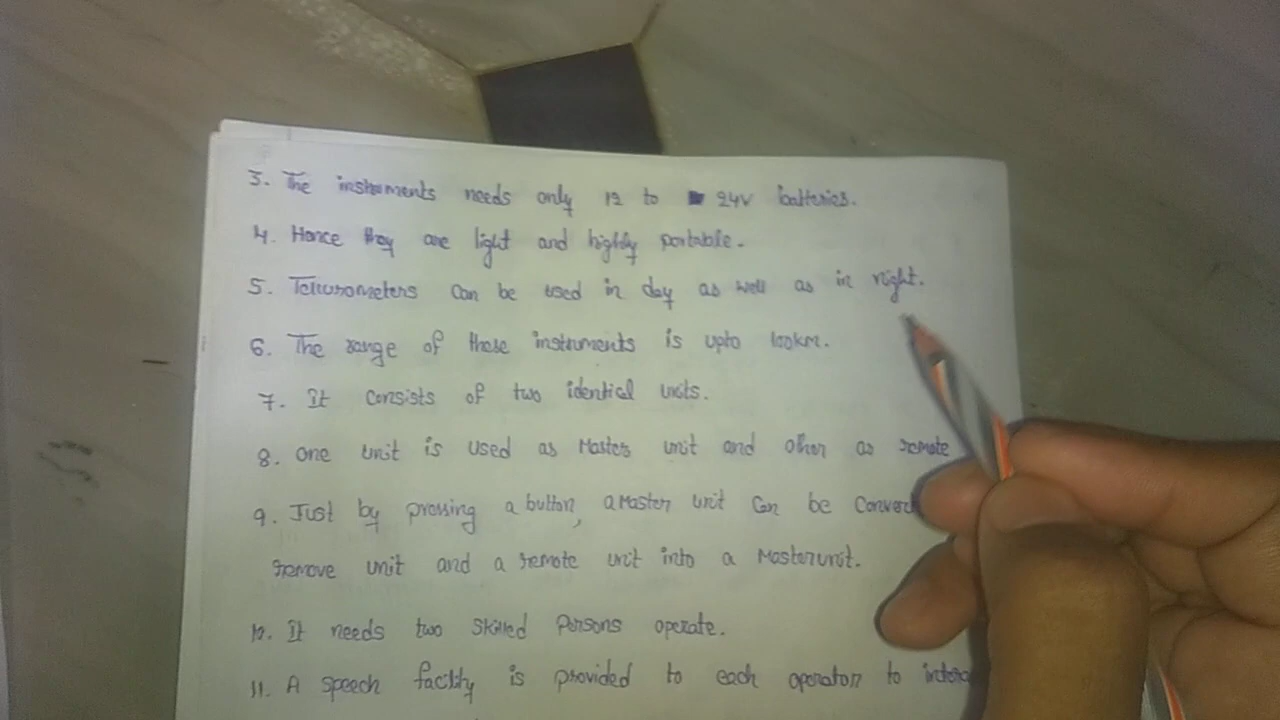 3. The instruments needs only 12 to 24V batteries.
4. Hence they are light and highly portable.
5. Tellurometers can be used in day as well as in night.
6. The range of these instruments is upto 100km.
7. It consists of two identical units.
8. one unit is used as Master unit and other as remote
9. Just by pressing a button, a Master unit can be
remove unit and a remote unit into a Master unit.
10. It needs two skilled persons operate.
11. A speech facility is provided to each operator to